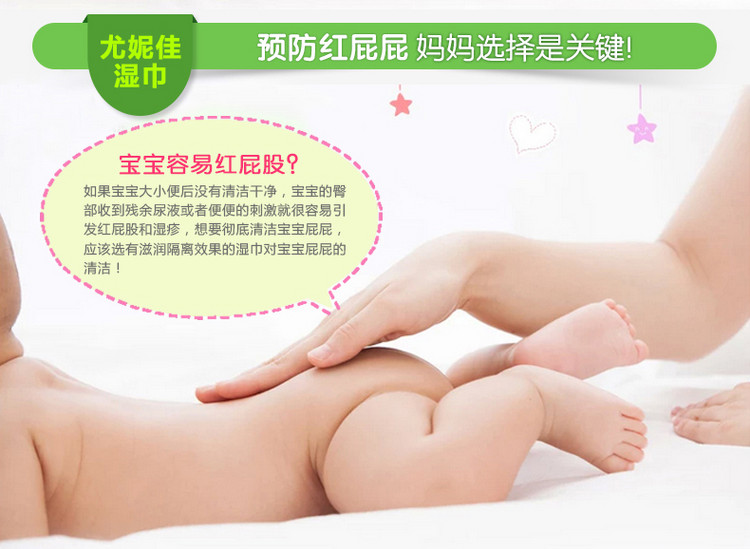 尤妮佳
湿巾
预防红屁屁 妈妈选择是关键!
宝宝容易红屁股?
如果宝宝大小便后没有清洁干净，宝宝的臀
部收到残余尿液或者便便的刺激就很容易引
发红屁股和湿疹，想要彻底清洁宝宝屁屁，
应该选有滋润隔离效果的湿巾对宝宝屁屁的
清洁！